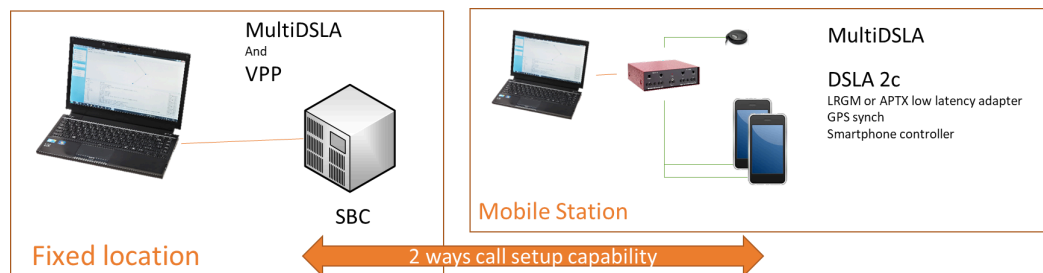 MultiDSLA
And
VPP
SBC
Fixed location
MultiDSLA
DSLA 2c
LRGM or APTX low latency adapter
GPS synch
Smartphone controller
Mobile Station
2 ways call setup capability